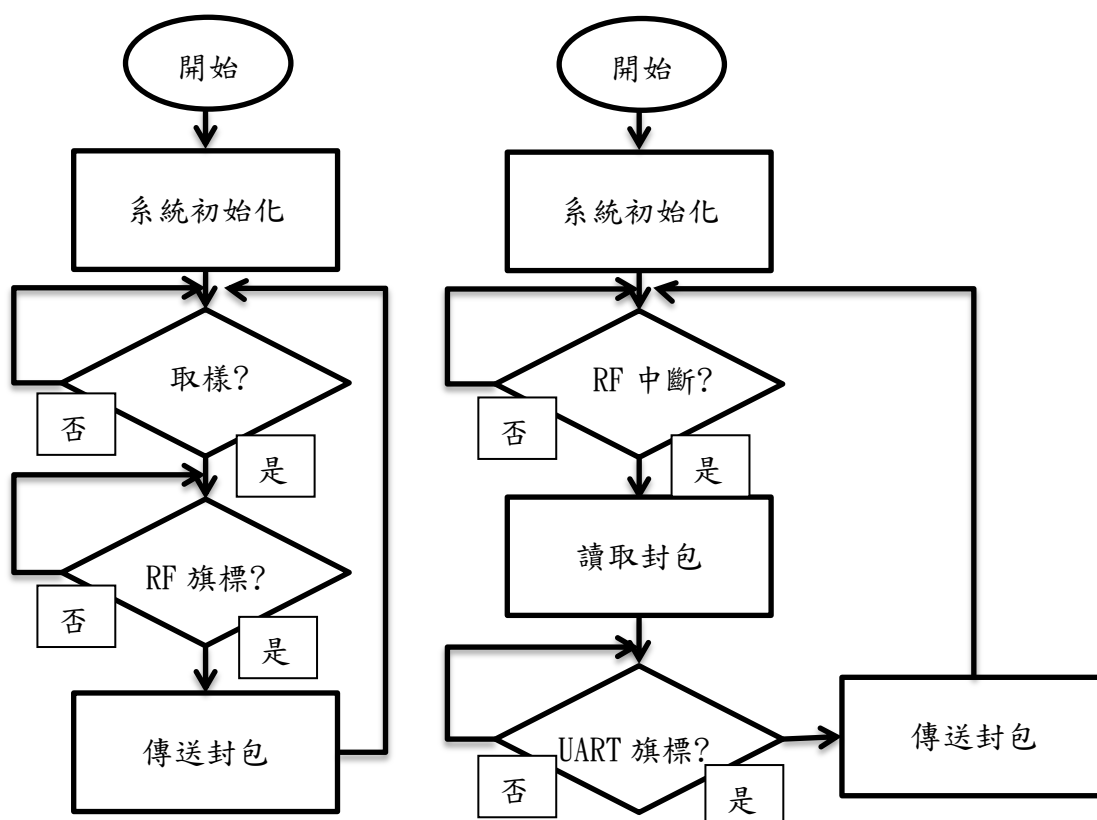 開始
系統初始化
取樣?
否
是
RF 旗標?
否
是
傳送封包
開始
系統初始化
RF 中斷?
否
是
讀取封包
UART 旗標?
否
是
傳送封包